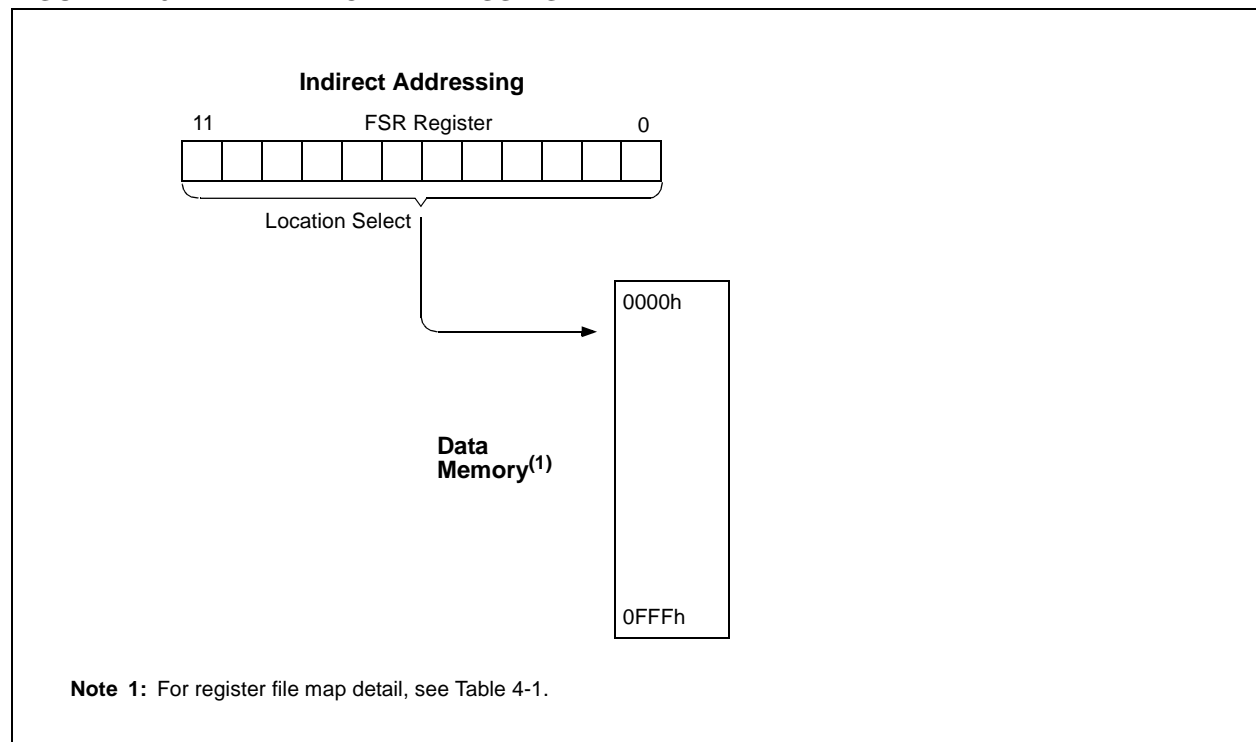 Indirect Addressing
11 FSR Register 0
Location Select
0000h
Data
Memory(1)
0FFFh
Note 1: For register file map detail, see Table 4-1.